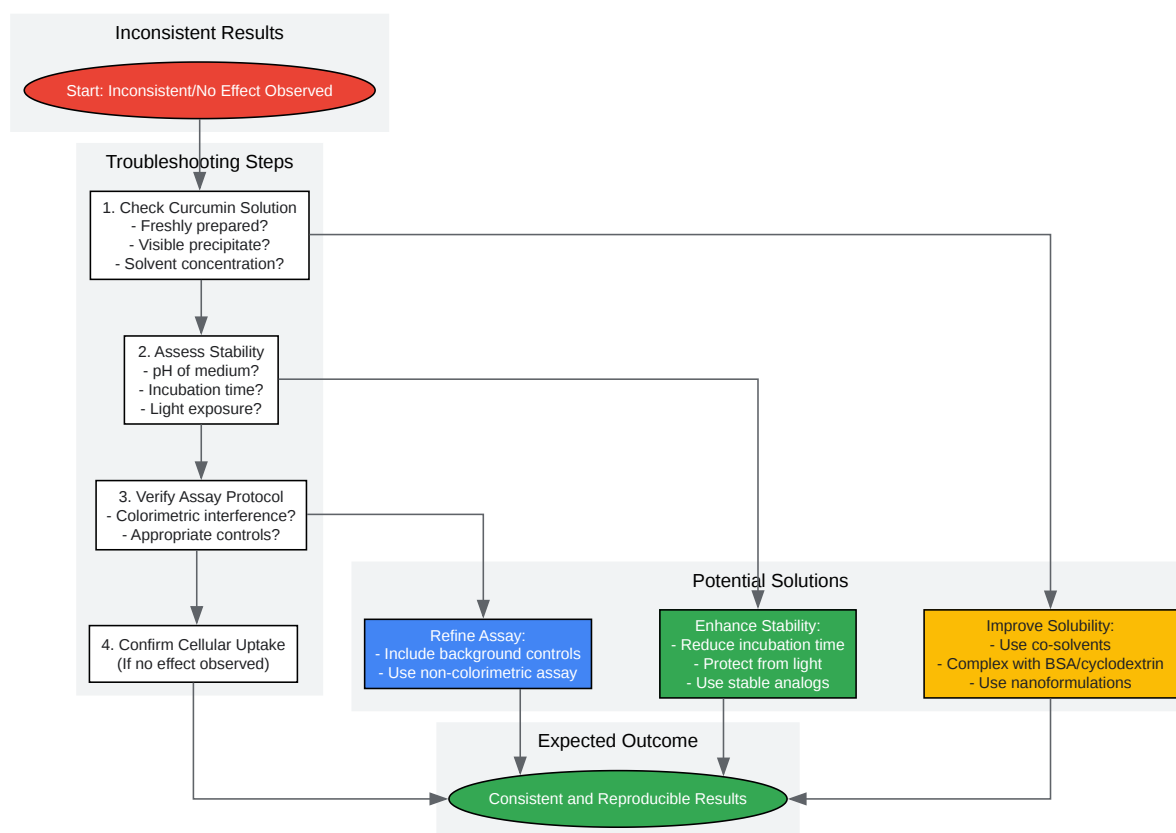 Inconsistent Results
Start: Inconsistent/No Effect Observed
Troubleshooting Steps
1. Check Curcumin Solution
- Freshly prepared?
- Visible precipitate?
- Solvent concentration?
2. Assess Stability
- pH of medium?
- Incubation time?
- Light exposure?
3. Verify Assay Protocol
- Colorimetric interference?
- Appropriate controls?
4. Confirm Cellular Uptake
(If no effect observed)
Potential Solutions
Refine Assay:
- Include background controls
- Use non-colorimetric assay
Enhance Stability:
- Reduce incubation time
- Protect from light
- Use stable analogs
Improve Solubility:
- Use co-solvents
- Complex with BSA/cyclodextrin
- Use nanoformulations
Expected Outcome
Consistent and Reproducible Results